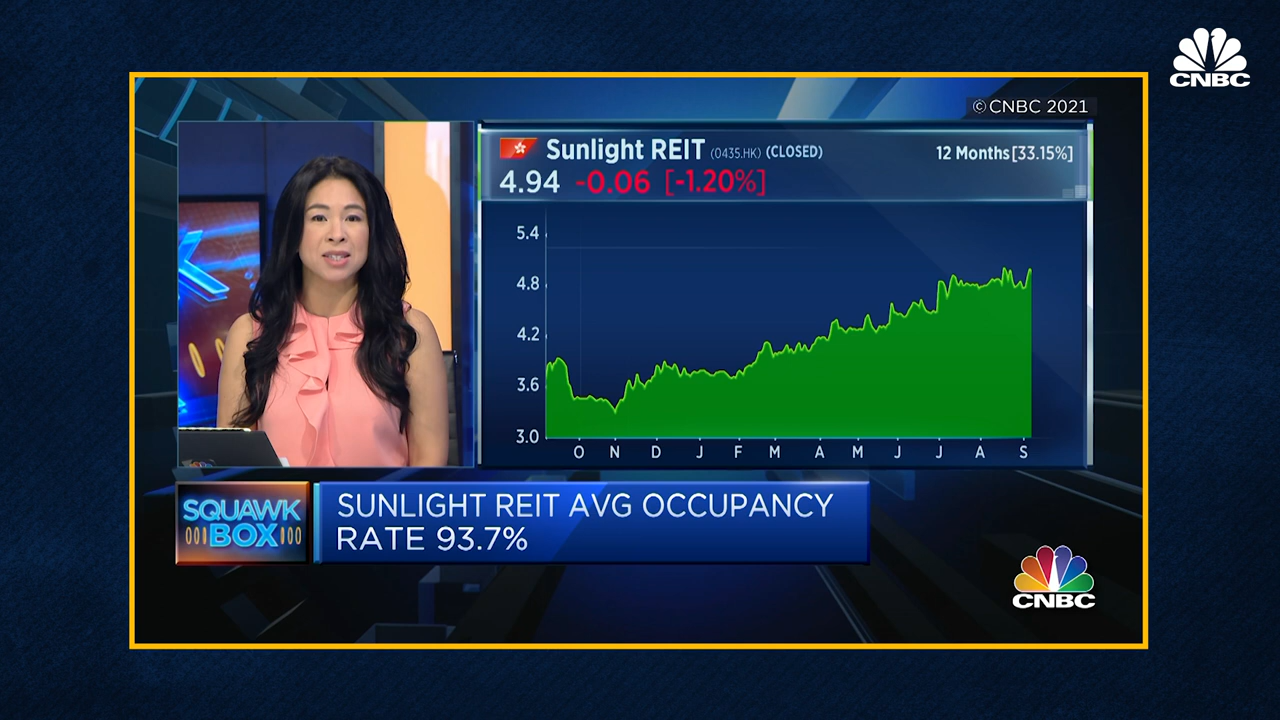 CNBC
©CNBC 2021
Sunlight REIT (0435.HK) (CLOSED)
12 Months[33.15%]
4.94 -0.06 [-1.20%]
5.4
4.8
4.2
3.6
3.0
O N D J F M A M J J A S
SQUAWK
BOX
SUNLIGHT REIT AVG OCCUPANCY
RATE 93.7%
CNBC